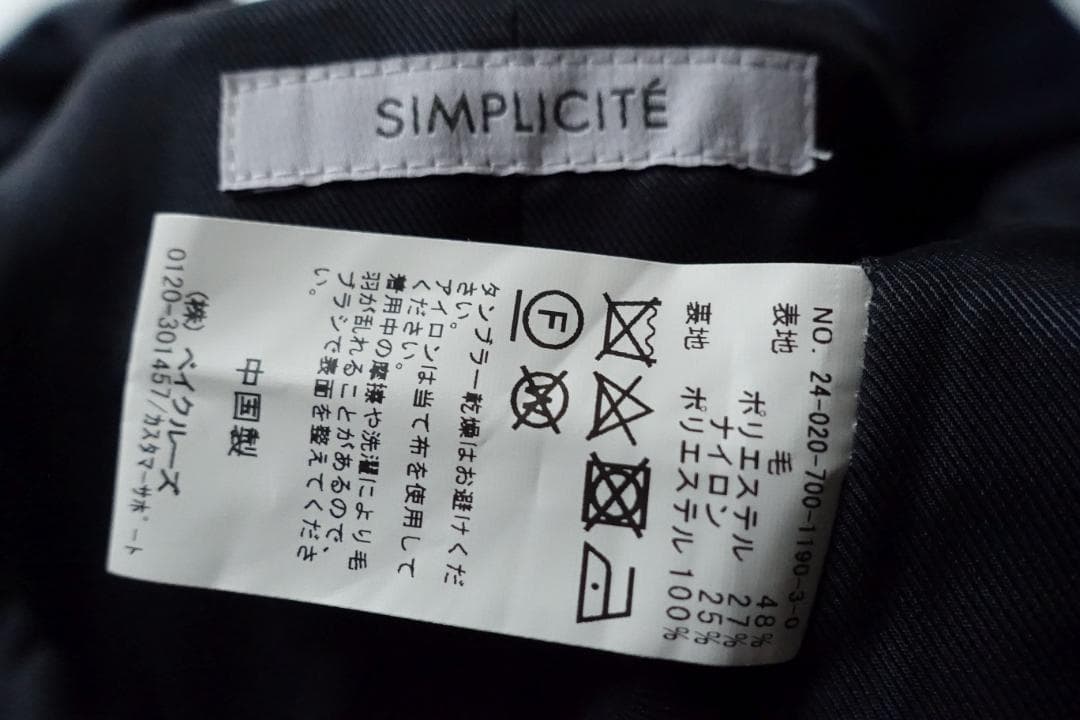 SIMPLICITÉ
NO. 24-020-700-1190-3-0
表地
毛 48%
ポリエステル 27%
ナイロン 25%
裏地 ポリエステル 100%
F
W
タンブラー乾燥はお避けくだ
さい。
アイロンは当て布を使用して
ください。
着用中の摩擦や洗濯により毛
羽が乱れることがあるので、
ブラシで表面を整えてくださ
い。
中国製
(株) ベイクルーズ
0120-301457/カスタマーサポート